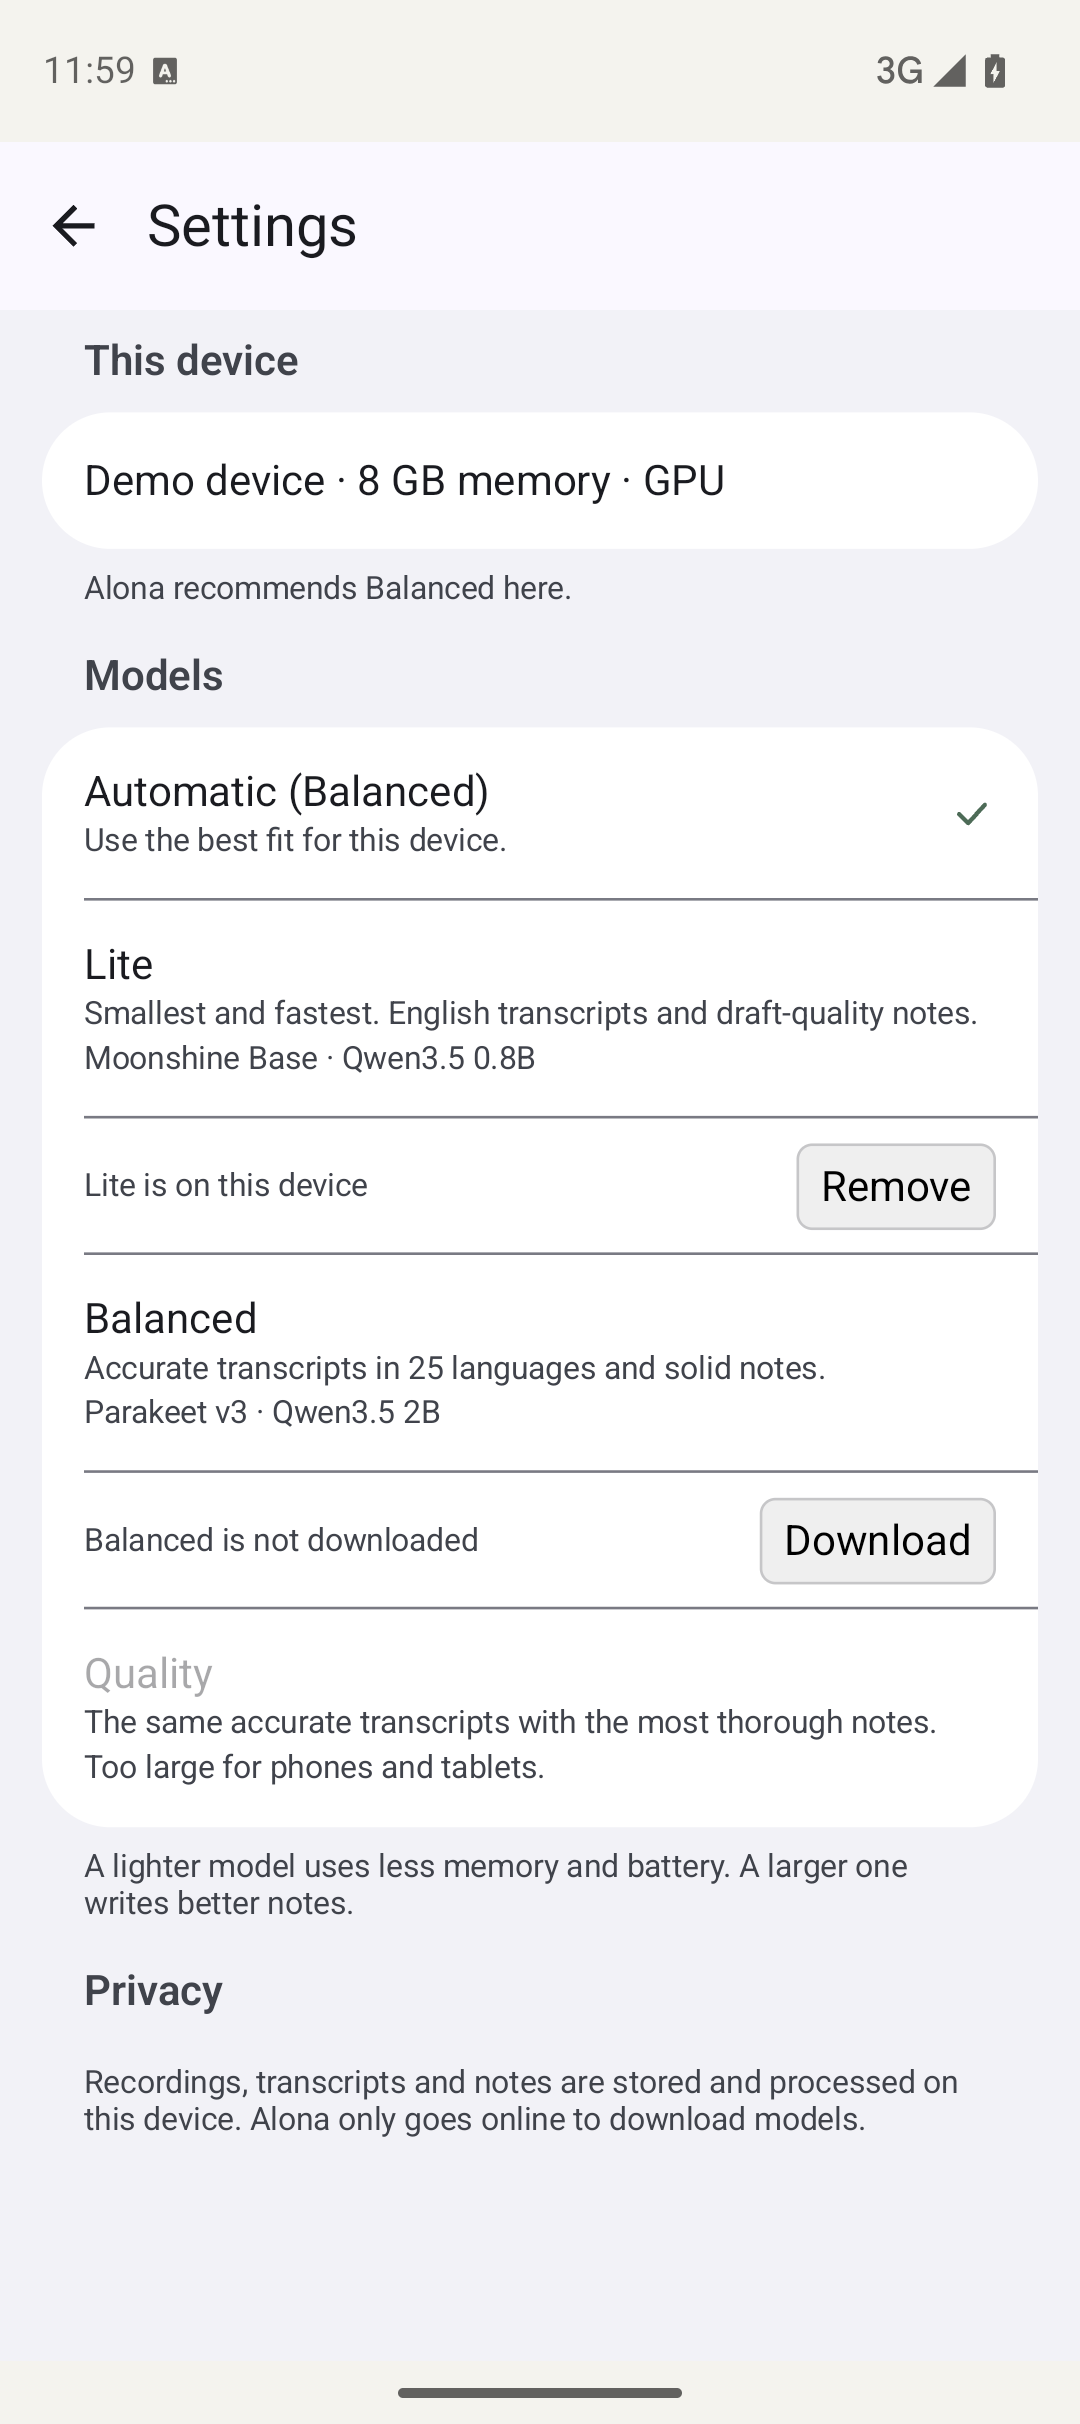 11:59
3G
Settings
This device
Demo device · 8 GB memory · GPU
Alona recommends Balanced here.
Models
Automatic (Balanced)
Use the best fit for this device.
Lite
Smallest and fastest. English transcripts and draft-quality notes.
Moonshine Base · Qwen3.5 0.8B
Lite is on this device
Remove
Balanced
Accurate transcripts in 25 languages and solid notes.
Parakeet v3 · Qwen3.5 2B
Balanced is not downloaded
Download
Quality
The same accurate transcripts with the most thorough notes.
Too large for phones and tablets.
A lighter model uses less memory and battery. A larger one
writes better notes.
Privacy
Recordings, transcripts and notes are stored and processed on
this device. Alona only goes online to download models.